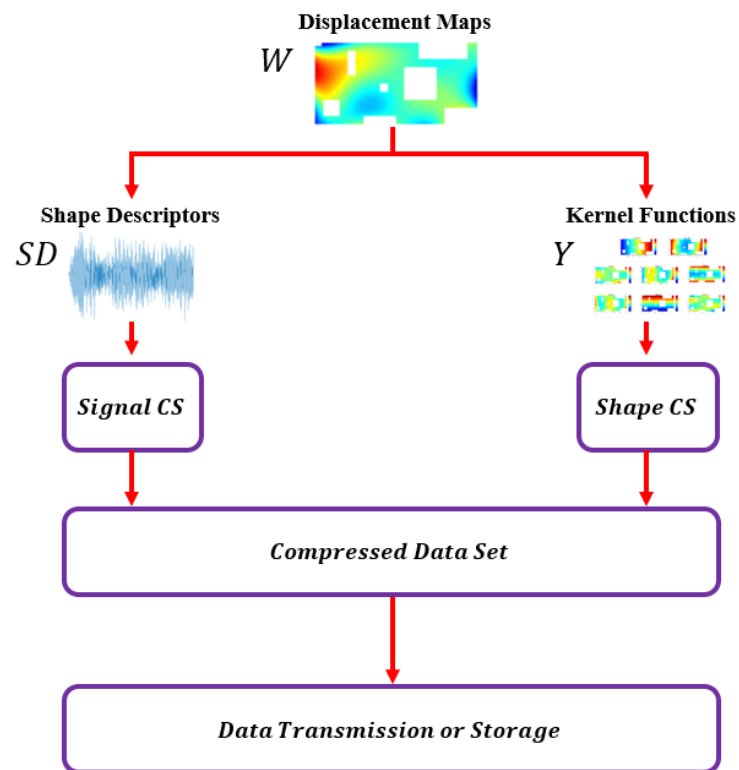 Displacement Maps
W
Shape Descriptors
SD
Kernel Functions
Y
Signal CS
Shape CS
Compressed Data Set
Data Transmission or Storage